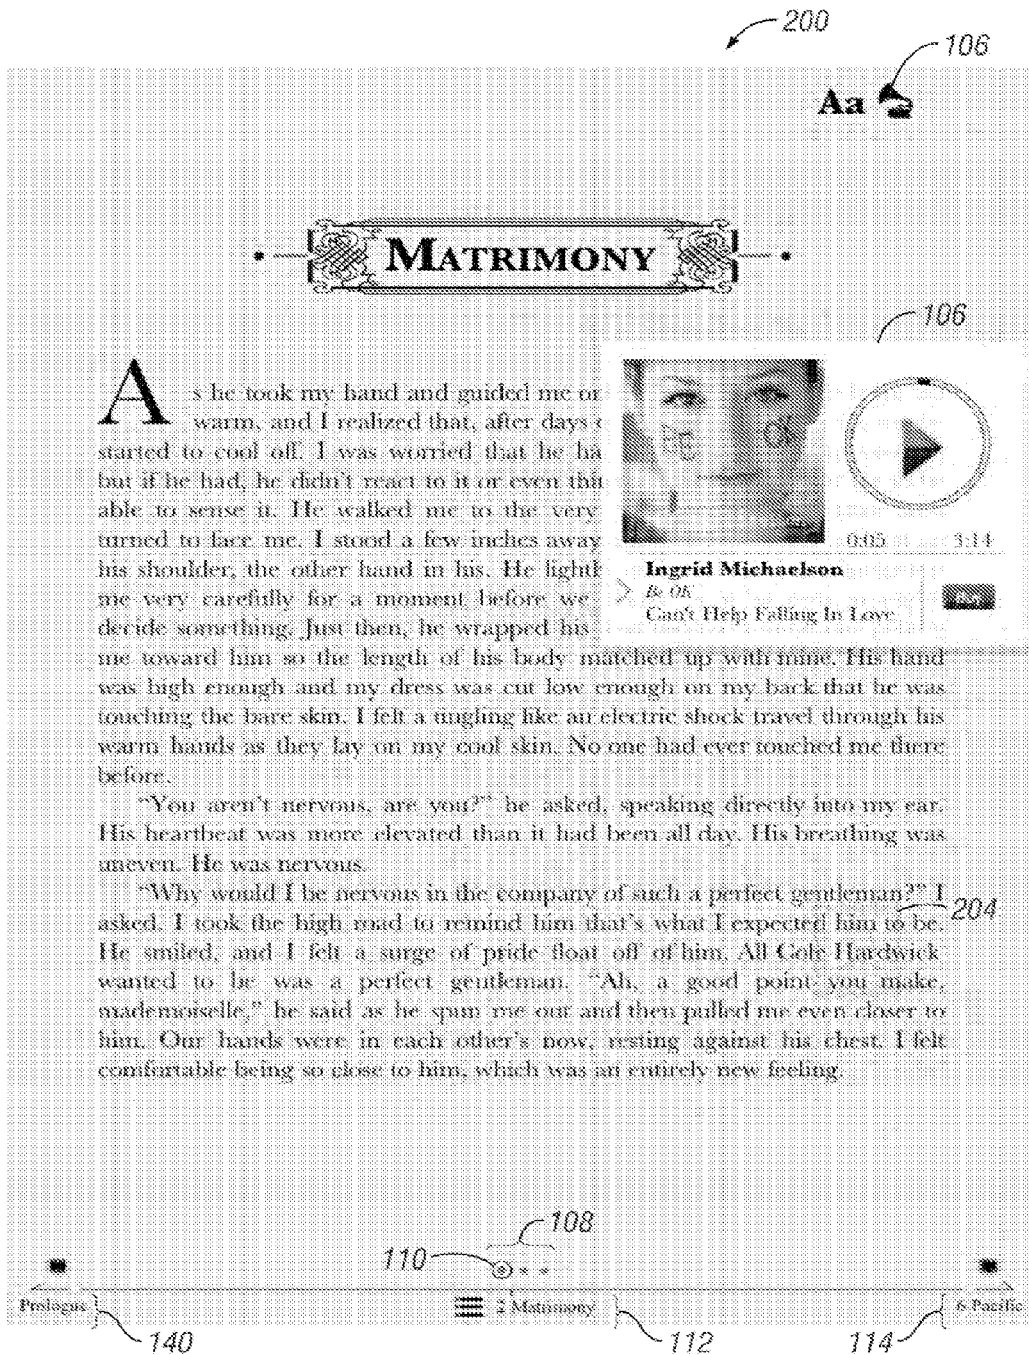 200
106
Aa
MATRIMONY
106
As he took my hand and guided me or
warm, and I realized that, after days
started to cool off. I was worried that he ha
but if he had, he didn't react to it or even thin
able to sense it. He walked me to the very
turned to face me. I stood a few inches away
his shoulder, the other hand in his. He lightl
me very carefully for a moment before we
decide something. Just then, he wrapped his
0:05 3:14
Ingrid Michaelson
Be OK
Can't Help Falling In Love
me toward him so the length of his body matched up with mine. His hand
was high enough and my dress was cut low enough on my back that he was
touching the bare skin. I felt a tingling like an electric shock travel through his
warm hands as they lay on my cool skin. No one had ever touched me there
before.
"You aren't nervous, are you?" he asked, speaking directly into my ear.
His heartbeat was more elevated than it had been all day. His breathing was
uneven. He was nervous.
"Why would I be nervous in the company of such a perfect gentleman?" I
asked. I took the high road to remind him that's what I expected him to be.
204
He smiled, and I felt a surge of pride float off of him. All Cole Hardwick
wanted to be was a perfect gentleman. "Ah, a good point you make,
mademoiselle," he said as he spun me out and then pulled me even closer to
him. Our hands were in each other's now, resting against his chest. I felt
comfortable being so close to him, which was an entirely new feeling.
108
110
Prologue 2 Matrimony 6 Pacific
140 112 114